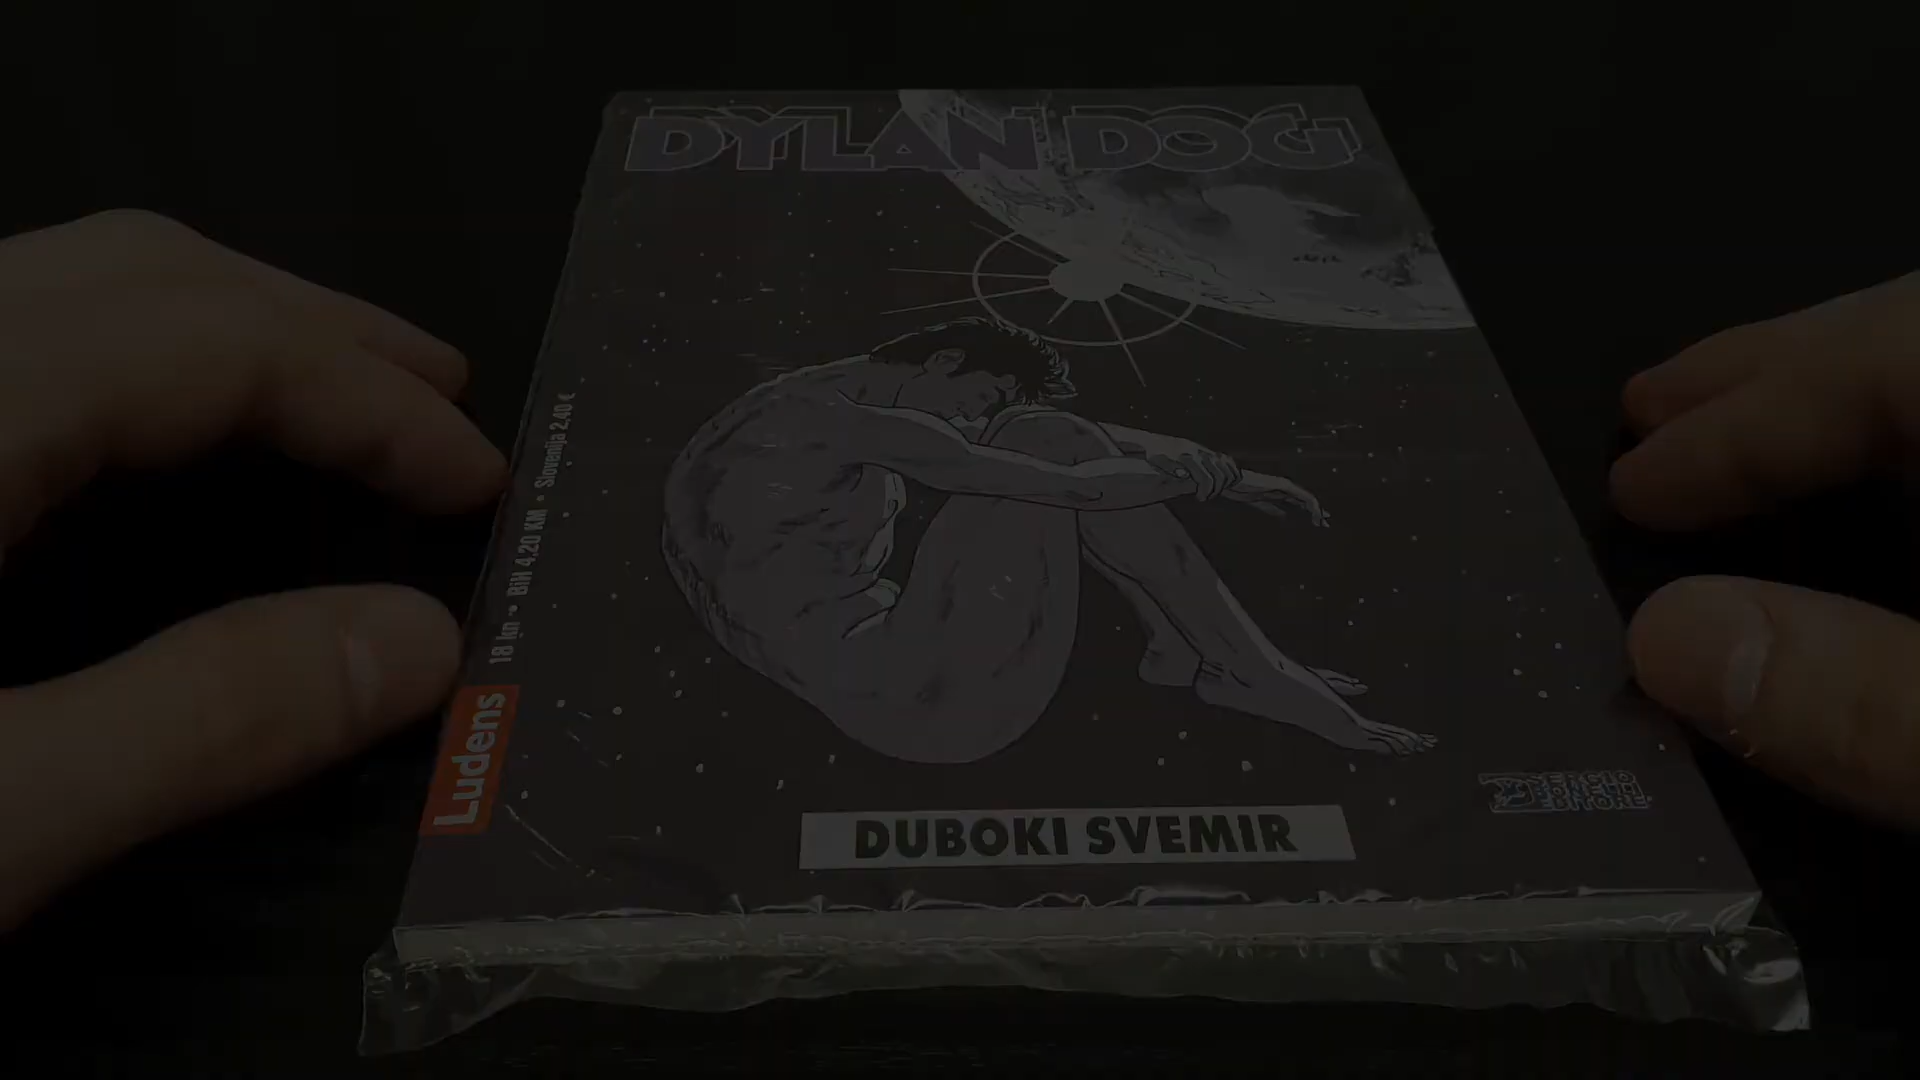 DYLAN DOG
18 kn • BiH 4,20 KM • Slovenija 2,40 €
Ludens
SERGIO
BONELLI
EDITORE
DUBOKI SVEMIR